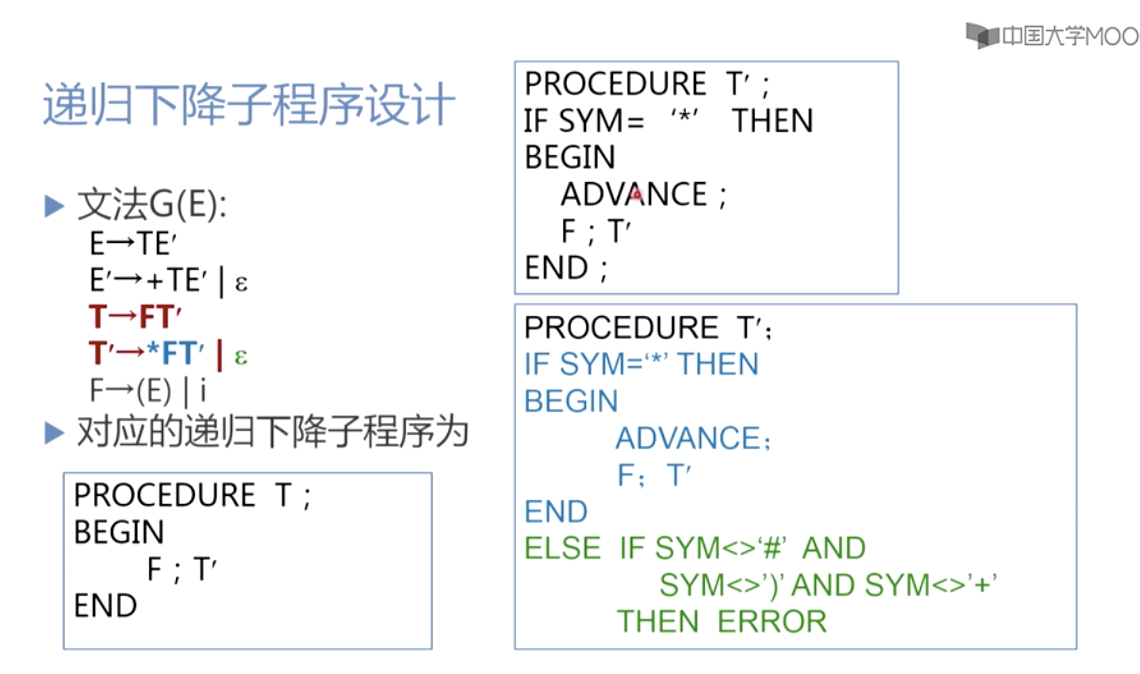 中国大学MOO
递归下降子程序设计
文法G(E):
E→TE′
E′→+TE′ | ε
T→FT′
T′→*FT′ | ε
F→(E) | i
对应的递归下降子程序为
PROCEDURE T ;
BEGIN
F ; T′
END
PROCEDURE T′ ;
IF SYM= ‘*’ THEN
BEGIN
ADVANCE ;
F ; T′
END ;
PROCEDURE T′;
IF SYM=‘*’ THEN
BEGIN
ADVANCE;
F; T′
END
ELSE IF SYM<>‘#’ AND
SYM<>’)’ AND SYM<>’+’
THEN ERROR